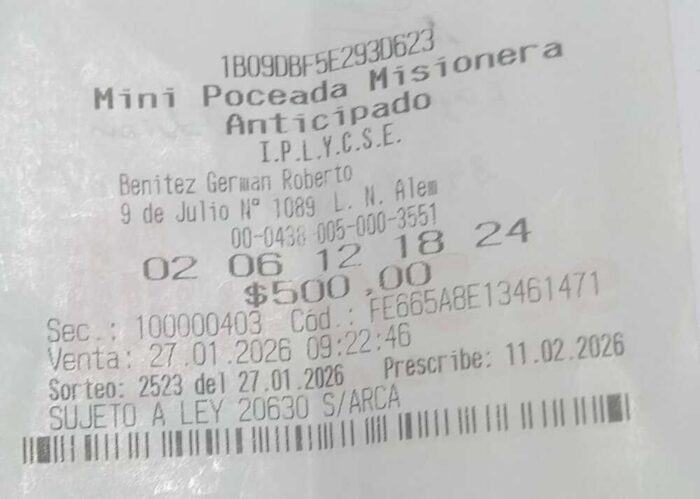 1B09DBF5E293D623
Mini Poceada Misionera
Anticipado
I.P.L.Y.C.S.E.
Benitez German Roberto
9 de Julio Nº 1089 L. N. Alem
00-0438-005-000-3551
02 06 12 18 24
$500,00
Sec.: 100000403 Cód.: FE665A8E13461471
Venta: 27.01.2026 09:22:46
Sorteo: 2523 del 27.01.2026 Prescribe: 11.02.2026
SUJETO A LEY 20630 S/ARCA